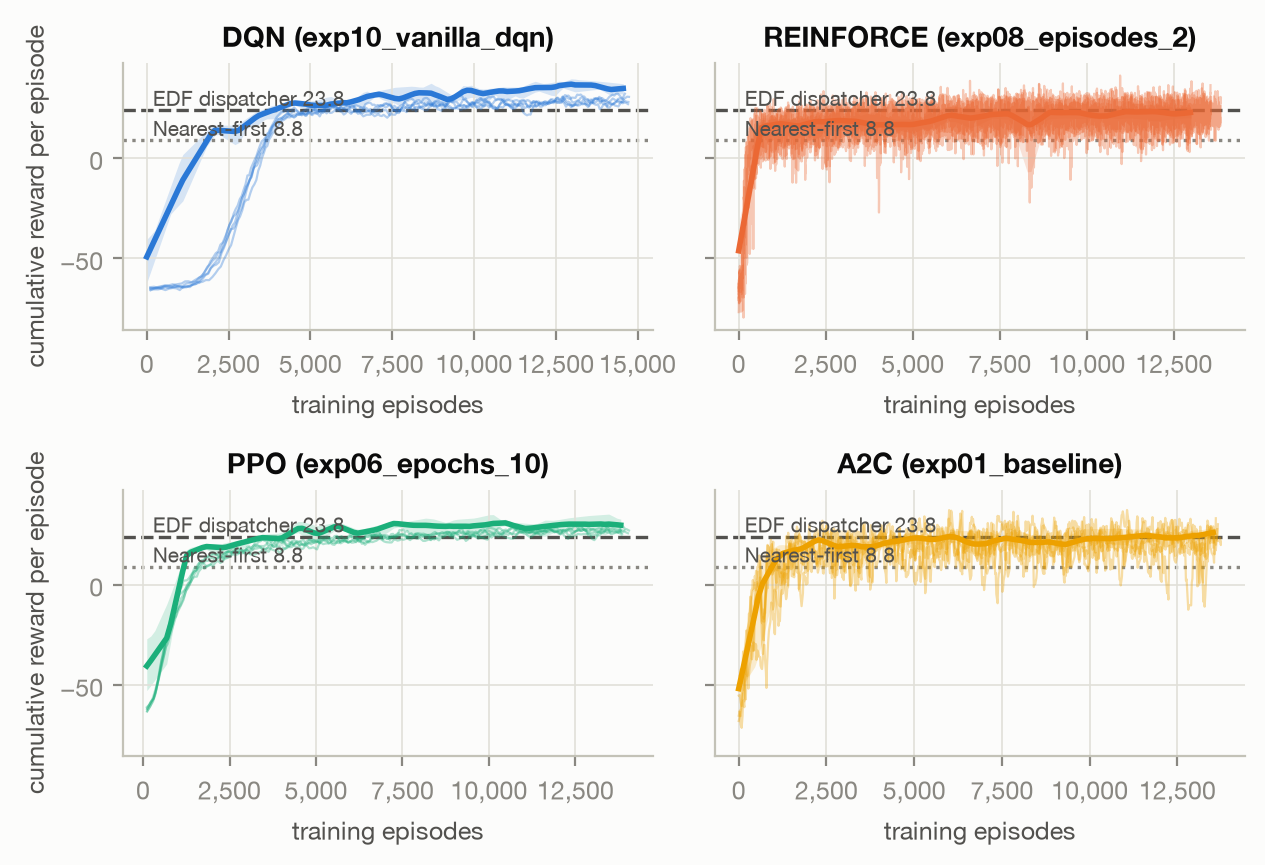 DQN (exp10_vanilla_dqn)
REINFORCE (exp08_episodes_2)
cumulative reward per episode
EDF dispatcher 23.8
Nearest-first 8.8
0
−50
0
2,500
5,000
7,500
10,000
12,500
15,000
training episodes
EDF dispatcher 23.8
Nearest-first 8.8
0
2,500
5,000
7,500
10,000
12,500
training episodes
PPO (exp06_epochs_10)
A2C (exp01_baseline)
cumulative reward per episode
EDF dispatcher 23.8
Nearest-first 8.8
0
−50
0
2,500
5,000
7,500
10,000
12,500
training episodes
EDF dispatcher 23.8
Nearest-first 8.8
0
2,500
5,000
7,500
10,000
12,500
training episodes